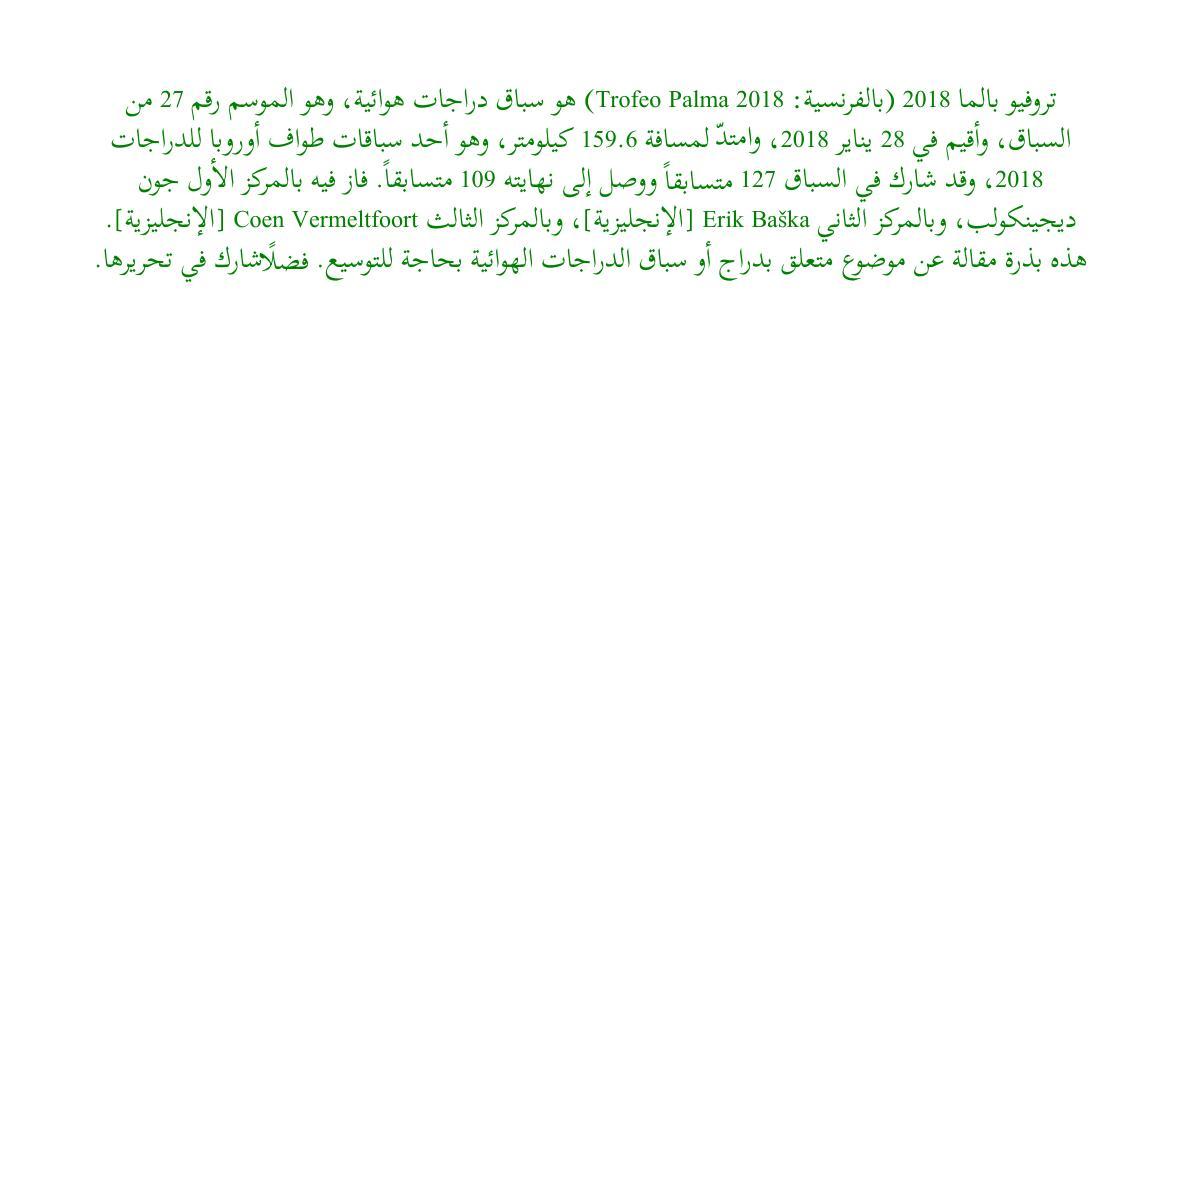 تروفيو بالما 2018 (بالفرنسية: Trofeo Palma 2018) هو سباق دراجات هوائية، وهو الموسم رقم 27 من
السباق، وأقيم في 28 يناير 2018، وامتدّ لمسافة 159.6 كيلومتر، وهو أحد سباقات طواف أوروبا للدراجات
2018، وقد شارك في السباق 127 متسابقاً ووصل إلى نهايته 109 متسابقاً. فاز فيه بالمركز الأول جون
ديجينكولب، وبالمركز الثاني Erik Baška [الإنجليزية]، وبالمركز الثالث Coen Vermeltfoort [الإنجليزية].
هذه بذرة مقالة عن موضوع متعلق بدراج أو سباق الدراجات الهوائية بحاجة للتوسيع. فضلًاشارك في تحريرها.